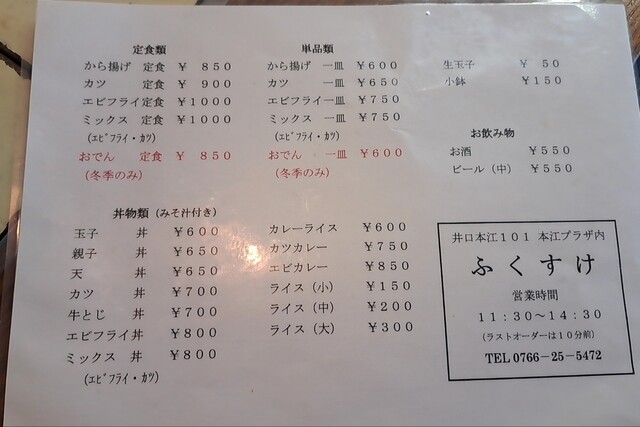 定食類
から揚げ 定食 ￥ 850
カツ 定食 ￥ 900
エビフライ定食 ￥1000
ミックス 定食 ￥1000
(ｴﾋﾞﾌﾗｲ・ｶﾂ)
おでん 定食 ￥ 850
(冬季のみ)
単品類
から揚げ 一皿 ￥600
カツ 一皿 ￥650
エビフライ一皿 ￥750
ミックス 一皿 ￥750
(ｴﾋﾞﾌﾗｲ・ｶﾂ)
おでん 一皿 ￥600
(冬季のみ)
生玉子 ￥ 50
小鉢 ￥150
お飲み物
お酒 ￥550
ビール（中） ￥550
丼物類（みそ汁付き）
玉子 丼 ￥600
親子 丼 ￥650
天 丼 ￥650
カツ 丼 ￥700
牛とじ 丼 ￥700
エビフライ丼 ￥800
ミックス 丼 ￥800
(ｴﾋﾞﾌﾗｲ・ｶﾂ)
カレーライス ￥600
カツカレー ￥750
エビカレー ￥850
ライス（小） ￥150
ライス（中） ￥200
ライス（大） ￥300
井口本江101 本江プラザ内
ふくすけ
営業時間
11：30～14：30
(ラストオーダーは10分前)
TEL 0766－25－5472